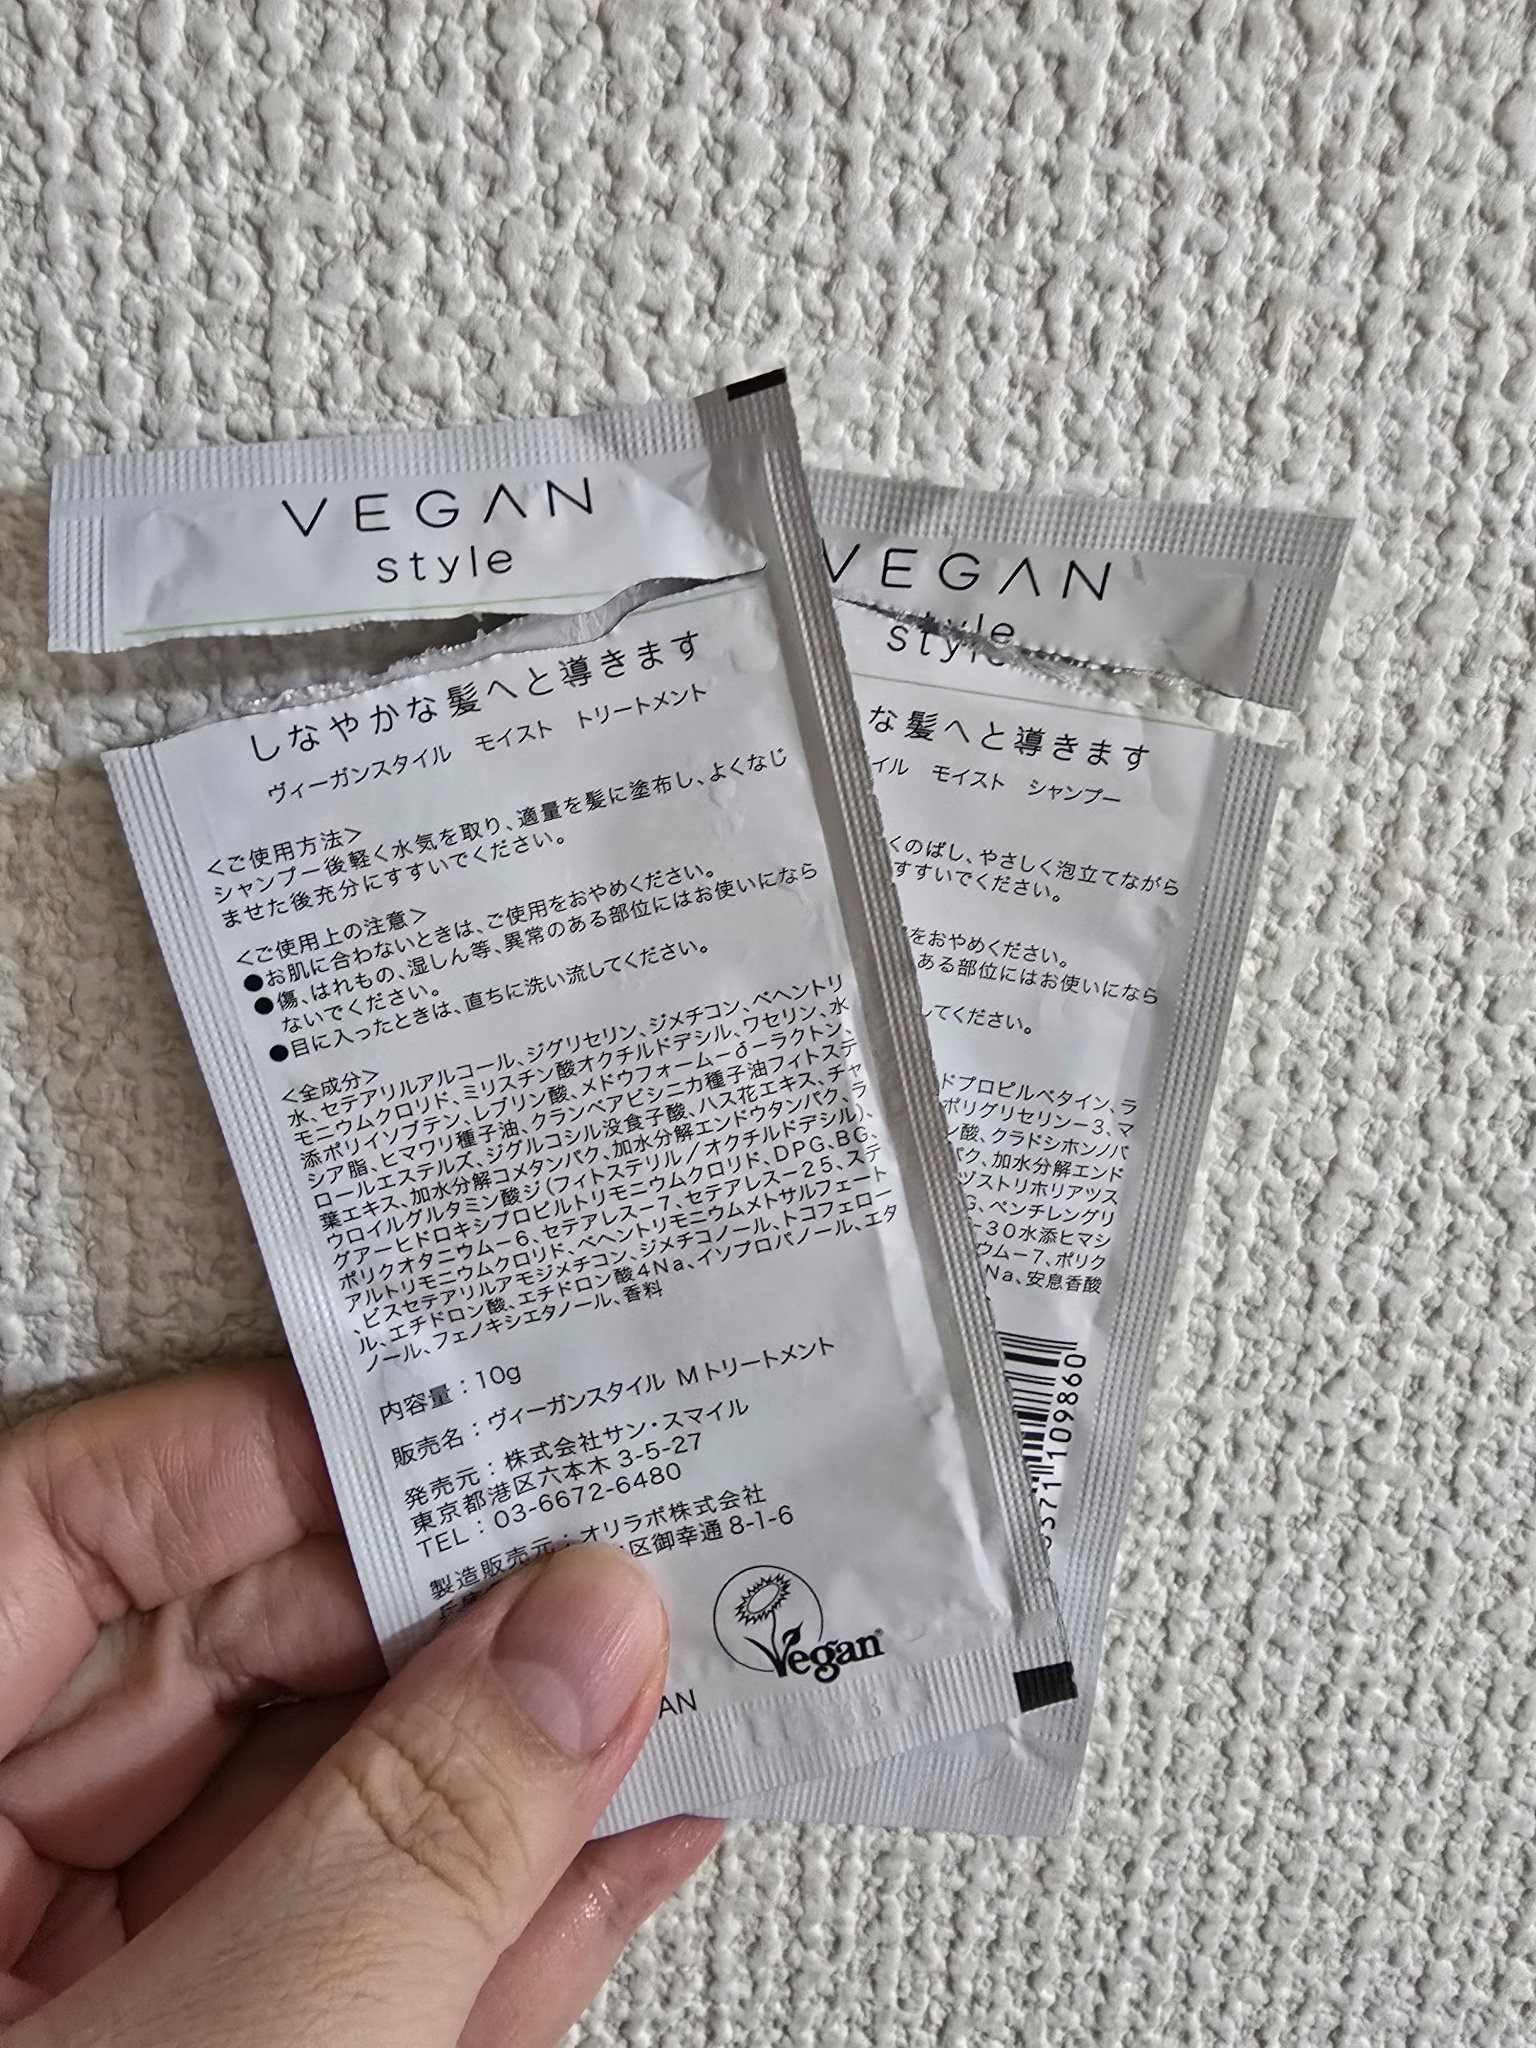 VEGAN
style
しなやかな髪へと導きます
ヴィーガンスタイル モイスト トリートメント
＜ご使用方法＞
シャンプー後軽く水気を取り、適量を髪に塗布し、よくなじ
ませた後充分にすすいでください。
＜ご使用上の注意＞
●お肌に合わないときは、ご使用をおやめください。
●傷、はれもの、湿しん等、異常のある部位にはお使いになら
ないでください。
●目に入ったときは、直ちに洗い流してください。
＜全成分＞
水、セテアリルアルコール、ジグリセリン、ジメチコン、ベヘントリ
モニウムクロリド、ミリスチン酸オクチルドデシル、ワセリン、水
添ポリイソブテン、レブリン酸、メドウフォームーδーラクトン、
シア脂、ヒマワリ種子油、クランベアビシニカ種子油フィトステ
ロールエステルズ、ジグルコシル没食子酸、ハス花エキス、チャ
葉エキス、加水分解コメタンパク、加水分解エンドウタンパク、ラ
ウロイルグルタミン酸ジ（フィトステリル／オクチルドデシル）、
グアーヒドロキシプロピルトリモニウムクロリド、DPG、BG、
ポリクオタニウムー6、セテアレスー7、セテアレスー25、ステ
アルトリモニウムクロリド、ベヘントリモニウムメトサルフェート
、ビスセテアリルアモジメチコン、ジメチコノール、トコフェロー
ル、エチドロン酸、エチドロン酸4Na、イソプロパノール、エタ
ノール、フェノキシエタノール、香料
内容量：10g
販売名：ヴィーガンスタイル Mトリートメント
発売元：株式会社サン・スマイル
東京都港区六本木 3-5-27
TEL：03-6672-6480
製造販売元：オリラボ株式会社
区御幸通 8-1-6
Vegan
AN
VEGAN
style
な髪へと導きます
イル モイスト シャンプー
くのばし、やさしく泡立てながら
すすいでください。
をおやめください。
ある部位にはお使いになら
してください。
ドプロピルベタイン、ラ
ポリグリセリンー3、マ
ン酸、クラドシホンノバ
パク、加水分解エンド
ヅストリホリアツス
G、ペンチレングリ
ー30水添ヒマシ
ウムー7、ポリク
Na、安息香酸
109860